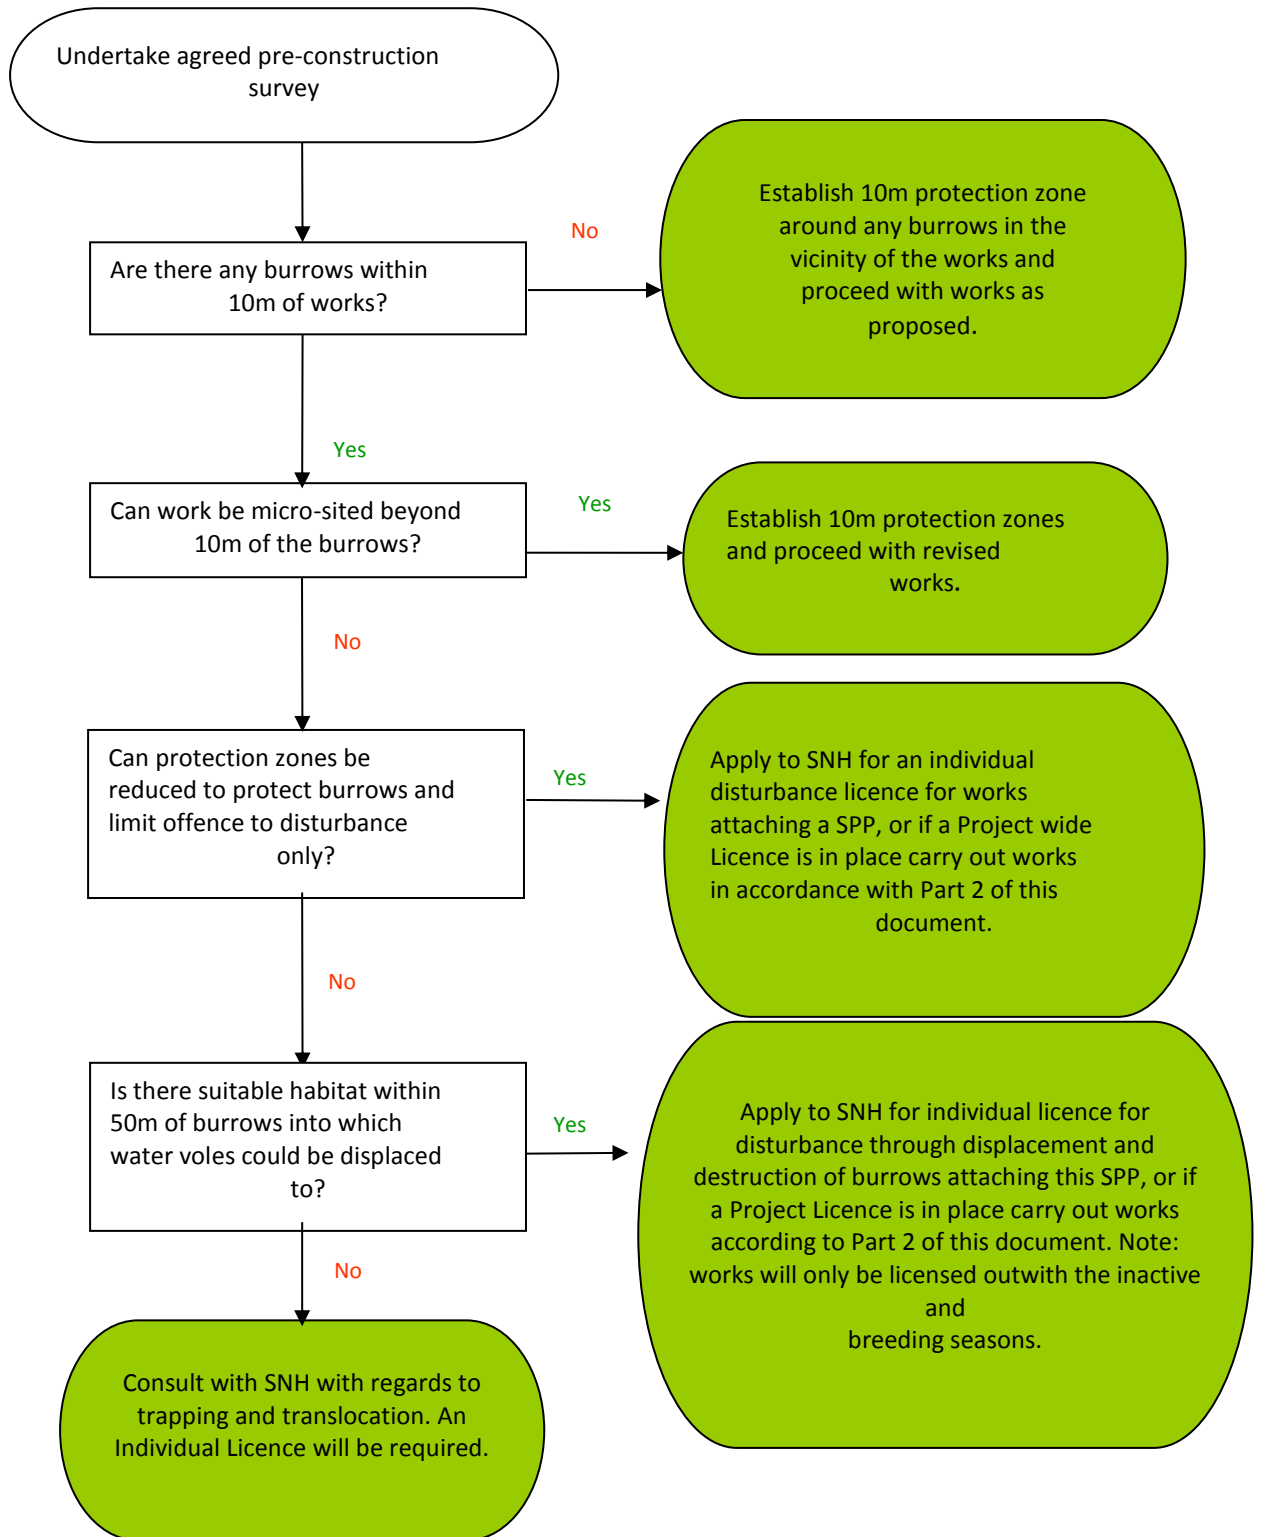 Undertake agreed pre-construction
survey
Are there any burrows within
10m of works?
No
Establish 10m protection zone
around any burrows in the
vicinity of the works and
proceed with works as
proposed.
Yes
Can work be micro-sited beyond
10m of the burrows?
Yes
Establish 10m protection zones
and proceed with revised
works.
No
Can protection zones be
reduced to protect burrows and
limit offence to disturbance
only?
Yes
Apply to SNH for an individual
disturbance licence for works
attaching a SPP, or if a Project wide
Licence is in place carry out works
in accordance with Part 2 of this
document.
No
Is there suitable habitat within
50m of burrows into which
water voles could be displaced
to?
Yes
Apply to SNH for individual licence for
disturbance through displacement and
destruction of burrows attaching this SPP, or if
a Project Licence is in place carry out works
according to Part 2 of this document. Note:
works will only be licensed outwith the inactive
and
breeding seasons.
No
Consult with SNH with regards to
trapping and translocation. An
Individual Licence will be required.